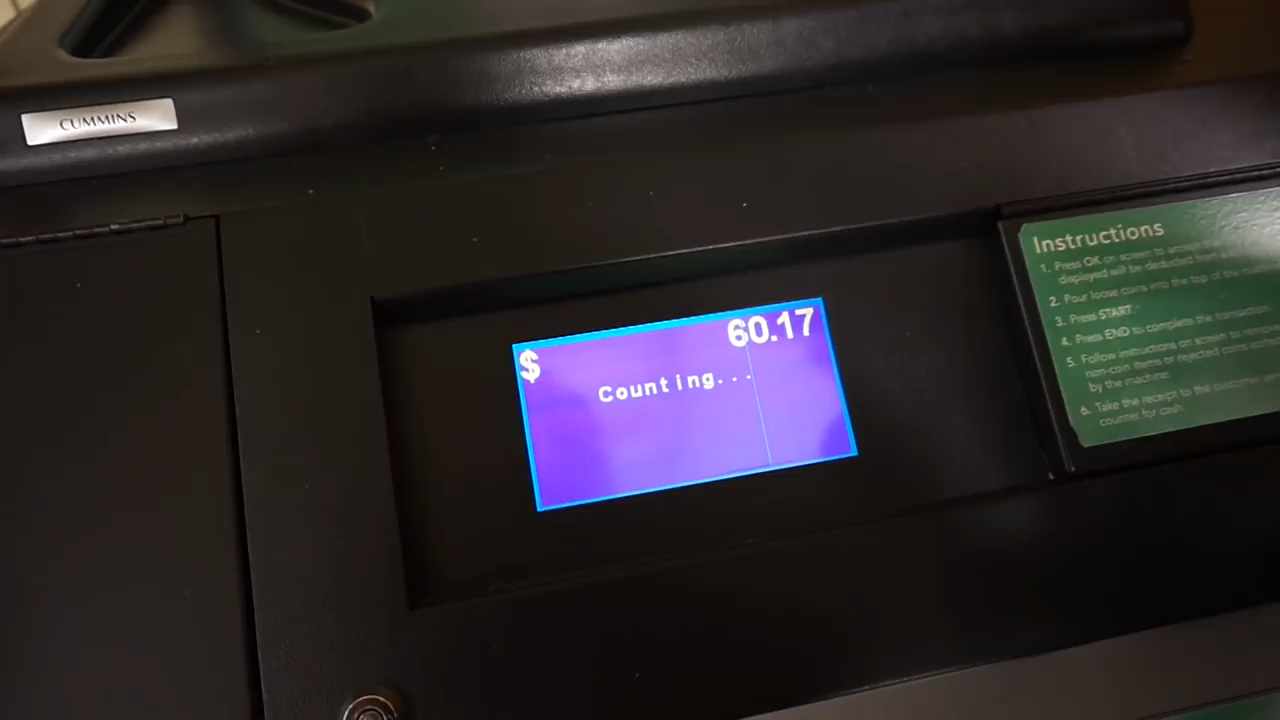 CUMMINS
$ 60.17
Counting...
Instructions
1. Press OK on screen to accept
displayed will be deducted from
2. Pour loose coins into the top of the
3. Press START.
4. Press END to complete the transaction.
5. Follow instructions on screen to remove
non-coin items or rejected coins
by the machine.
6. Take the receipt to the customer
counter for cash.